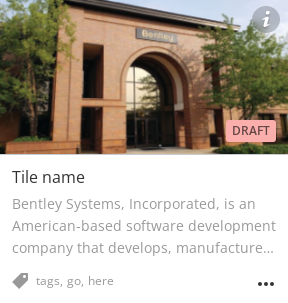 Bentley
DRAFT
Tile name
Bentley Systems, Incorporated, is an
American-based software development
company that develops, manufacture...
tags, go, here